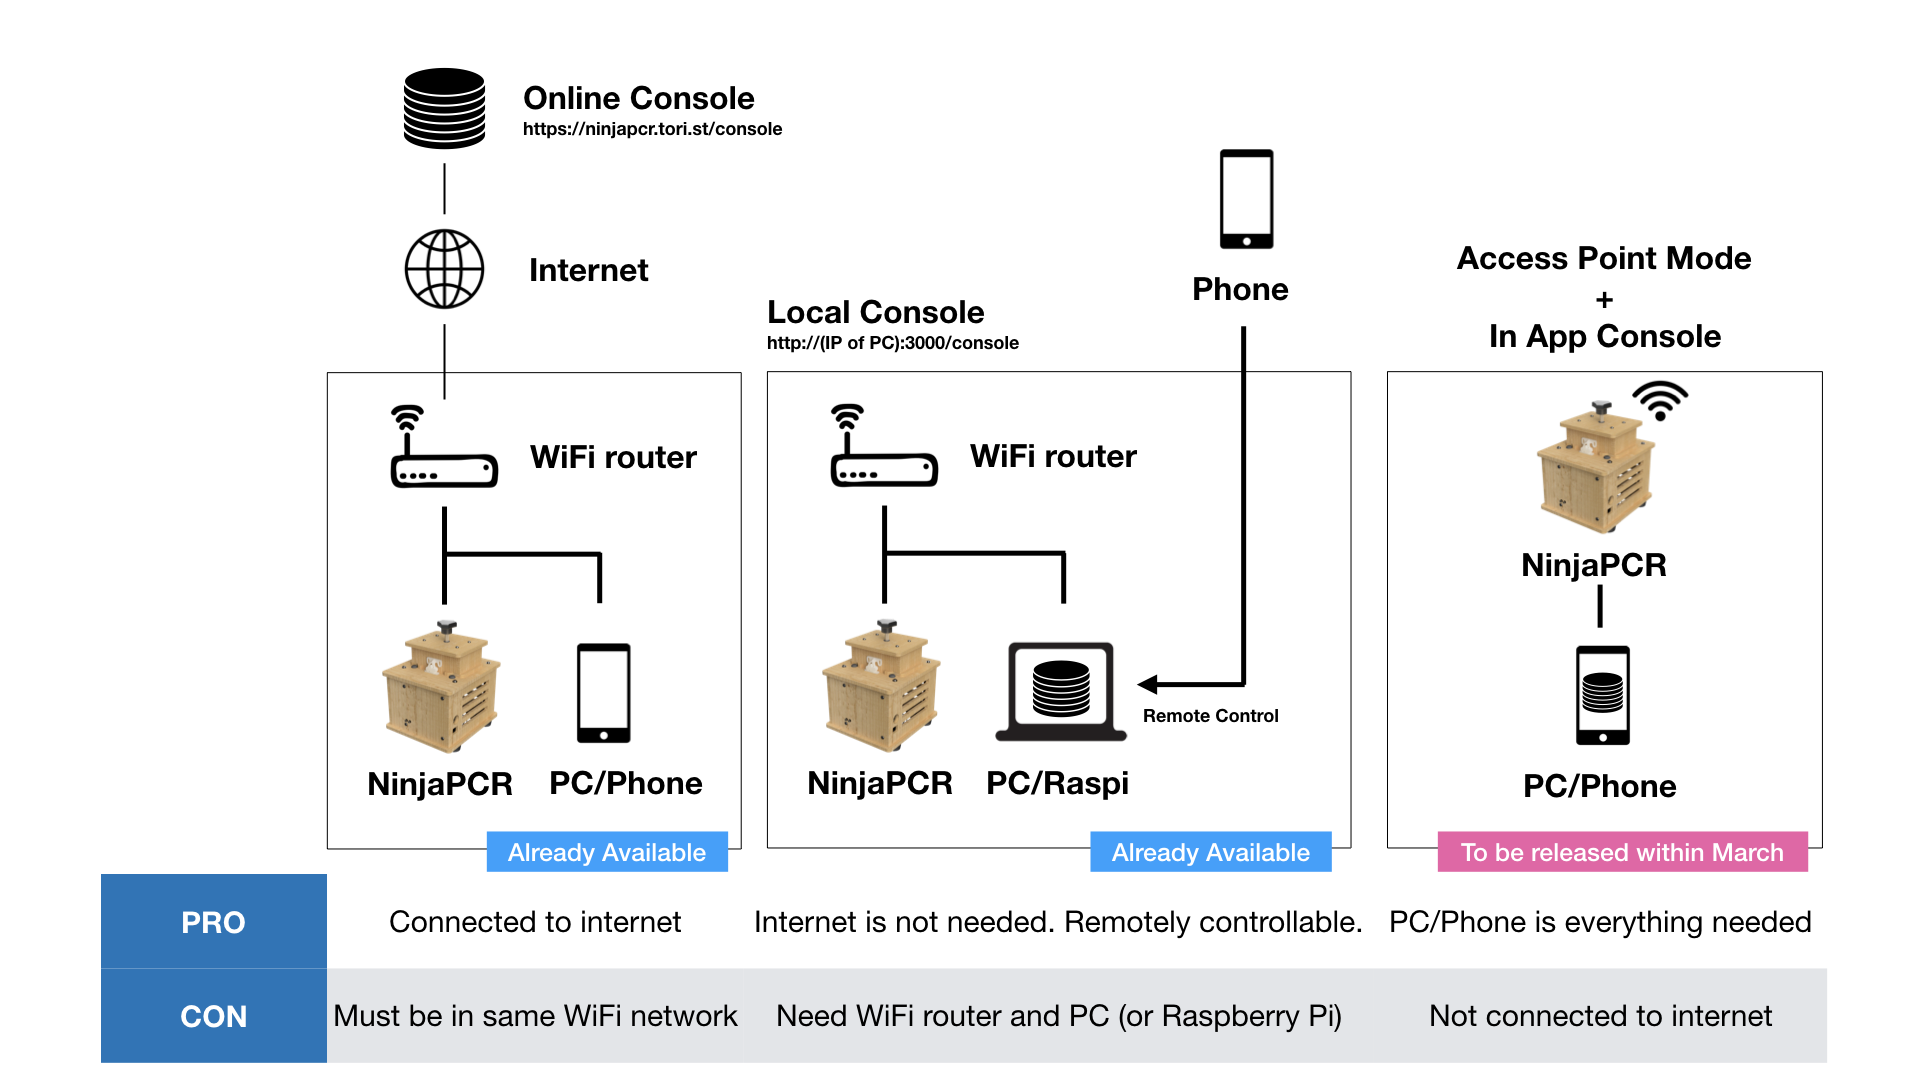 Online Console
https://ninjapcr.tori.st/console
Internet
WiFi router
NinjaPCR
PC/Phone
Already Available
Local Console
http://(IP of PC):3000/console
Phone
WiFi router
Remote Control
NinjaPCR
PC/Raspi
Already Available
Access Point Mode
+
In App Console
NinjaPCR
PC/Phone
To be released within March
PRO
Connected to internet
Internet is not needed. Remotely controllable.
PC/Phone is everything needed
CON
Must be in same WiFi network
Need WiFi router and PC (or Raspberry Pi)
Not connected to internet